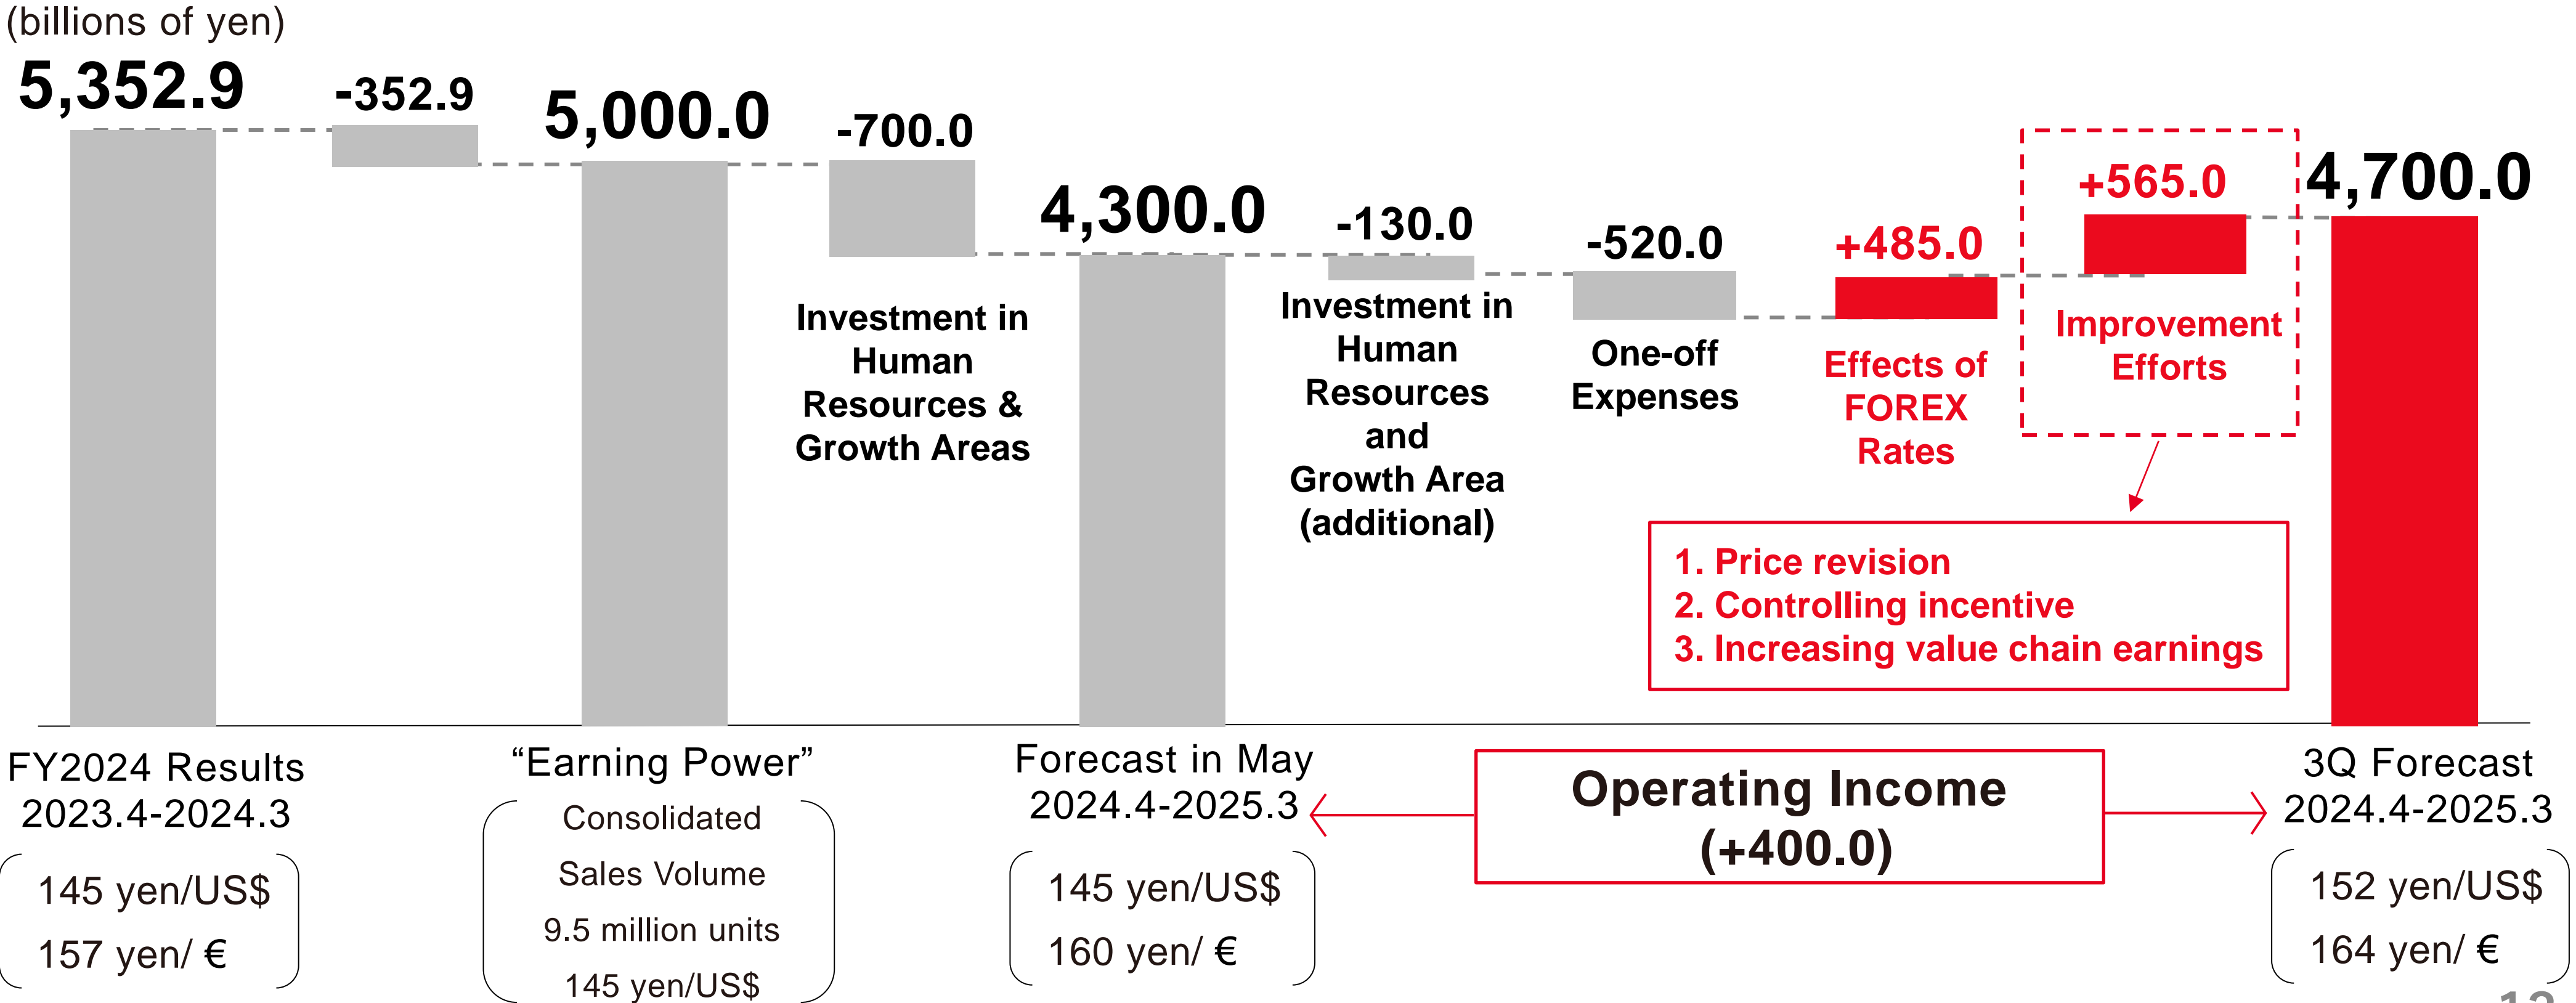 (billions of yen)
5,352.9
-352.9
5,000.0
-700.0
4,300.0
-130.0
-520.0
+485.0
+565.0
4,700.0
Investment in
Human
Resources &
Growth Areas
Investment in
Human
Resources
and
Growth Area
(additional)
One-off
Expenses
Effects of
FOREX
Rates
Improvement
Efforts
1. Price revision
2. Controlling incentive
3. Increasing value chain earnings
FY2024 Results
2023.4-2024.3
145 yen/US$
157 yen/ €
“Earning Power”
Consolidated
Sales Volume
9.5 million units
145 yen/US$
Forecast in May
2024.4-2025.3
145 yen/US$
160 yen/ €
Operating Income
(+400.0)
3Q Forecast
2024.4-2025.3
152 yen/US$
164 yen/ €